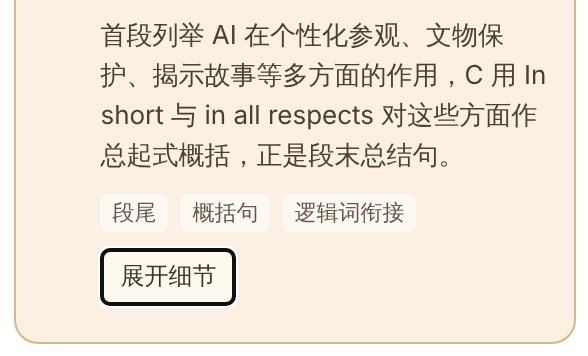 首段列举 AI 在个性化参观、文物保
护、揭示故事等多方面的作用，C 用 In
short 与 in all respects 对这些方面作
总起式概括，正是段末总结句。
段尾 概括句 逻辑词衔接
展开细节